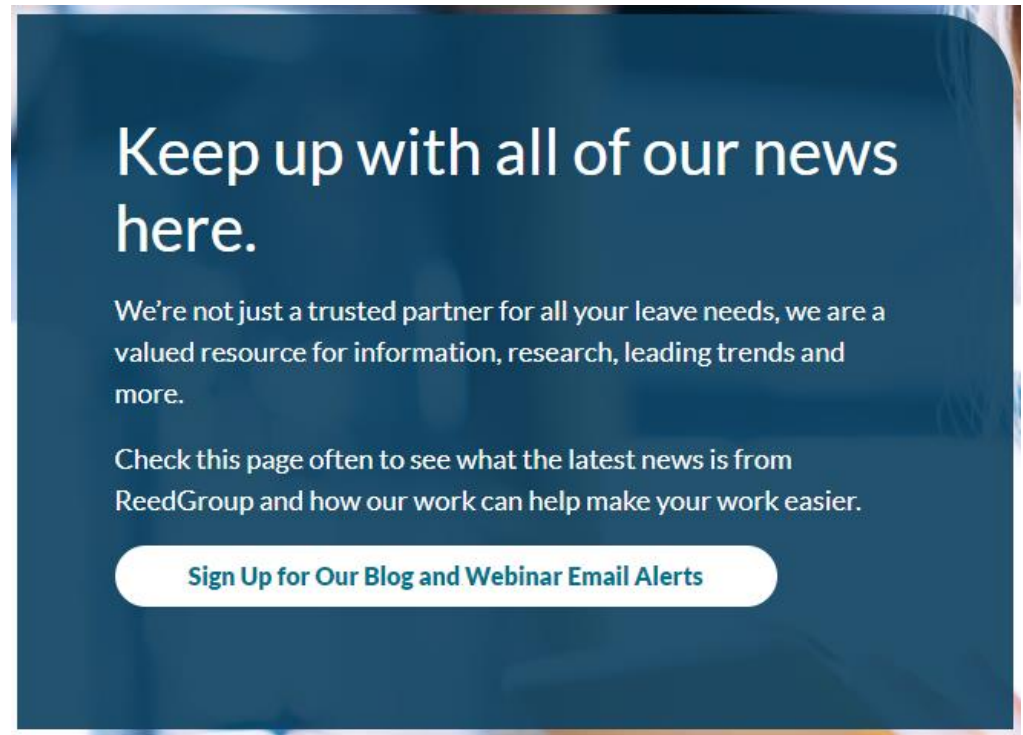 Keep up with all of our news
here.
We’re not just a trusted partner for all your leave needs, we are a
valued resource for information, research, leading trends and
more.
Check this page often to see what the latest news is from
ReedGroup and how our work can help make your work easier.
Sign Up for Our Blog and Webinar Email Alerts